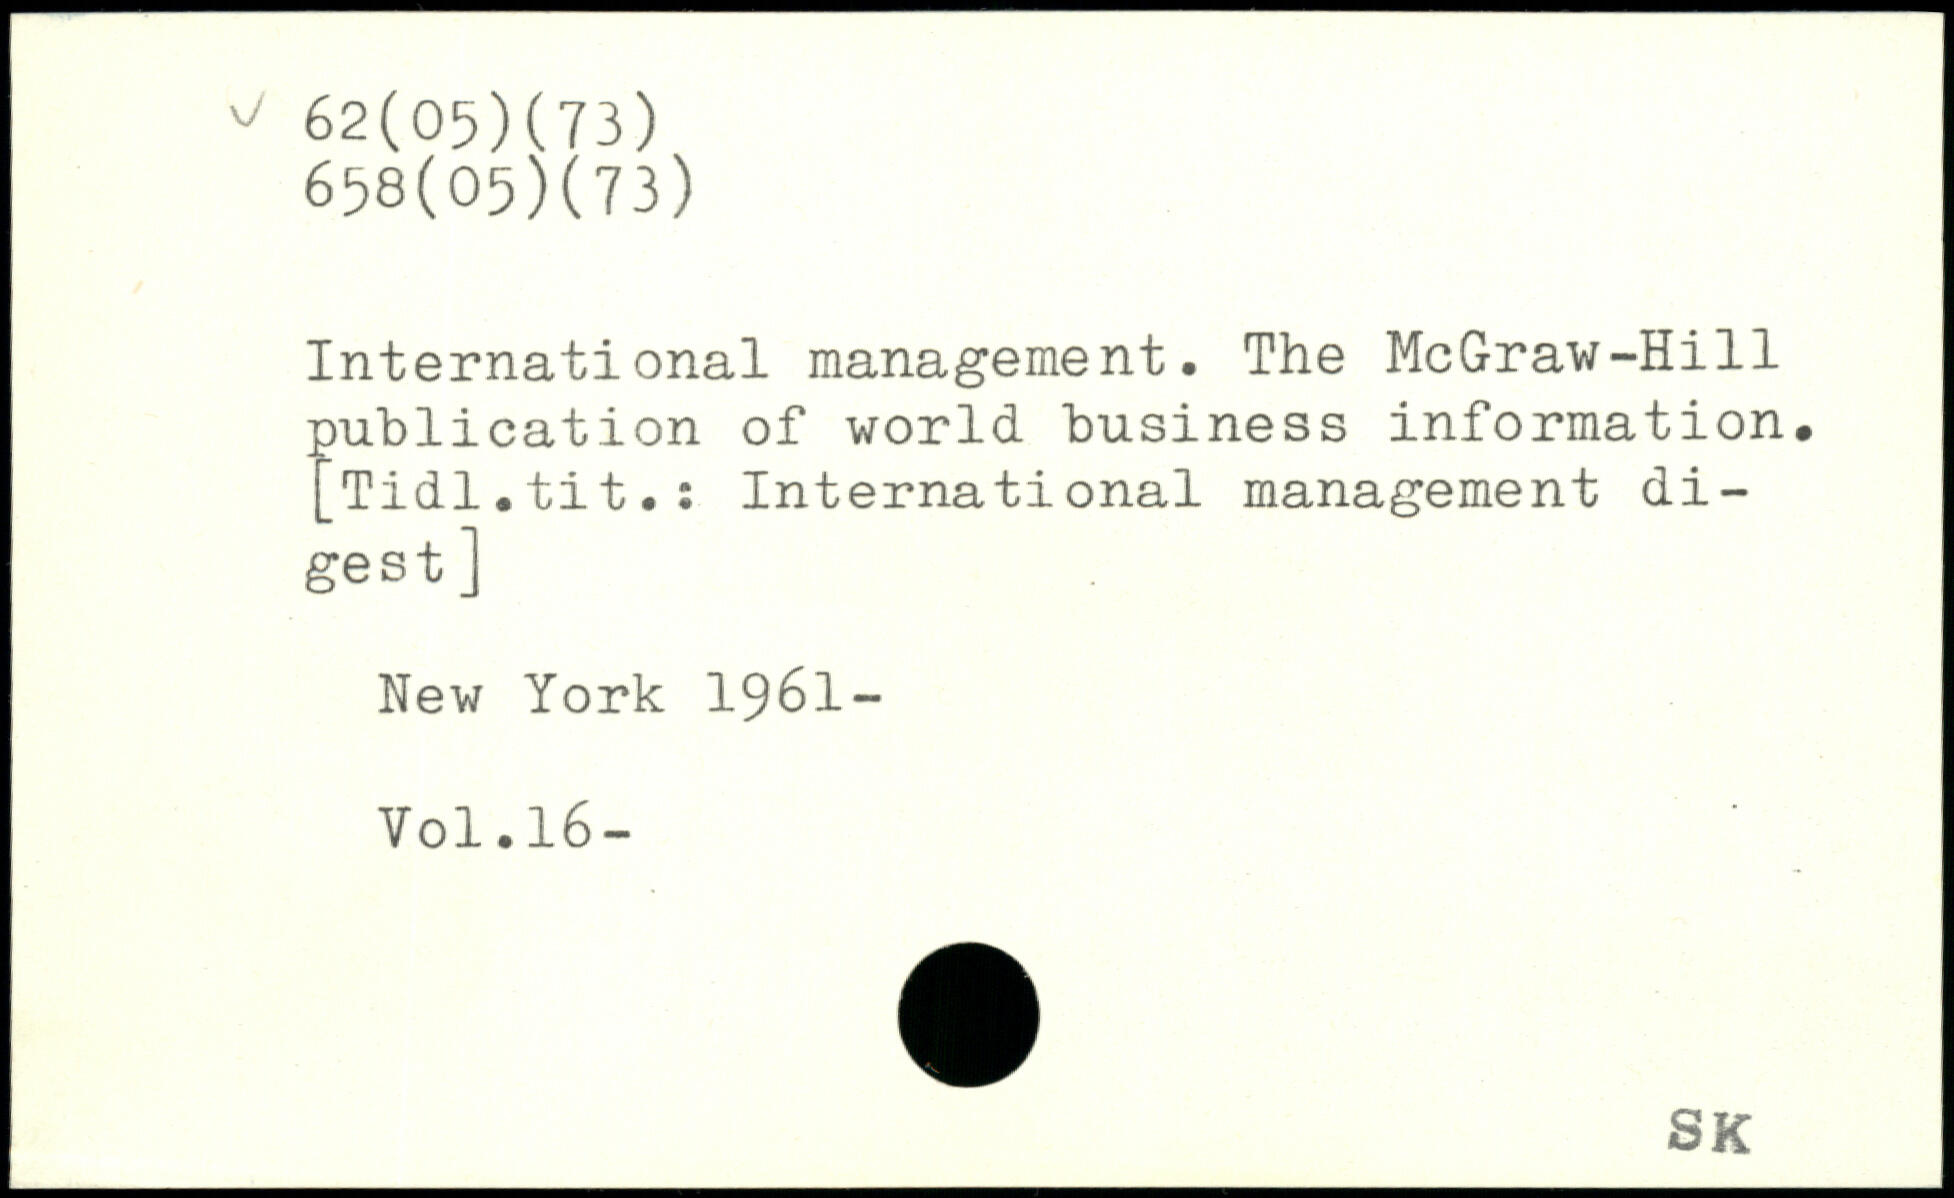 ✓ 62(05)(73)
658(05)(73)
International management. The McGraw-Hill
publication of world business information.
[Tidl.tit.: International management di-
gest]
New York 1961-
Vol.16-
SK